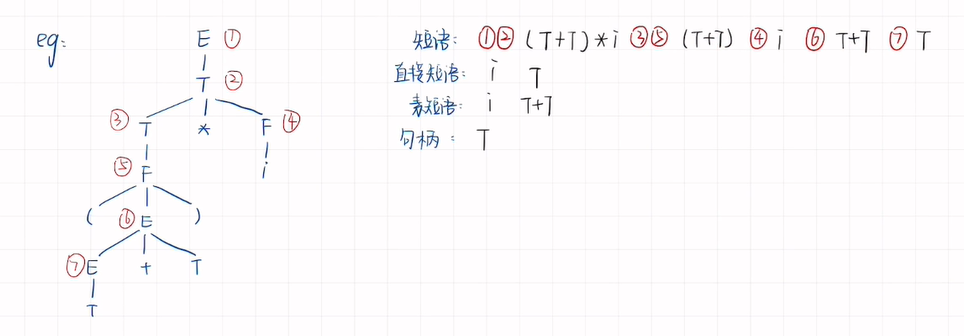 eg:
E ①
T ②
③ T * F ④
⑤ F i
( ⑥ E )
⑦ E + T
T
短语: ①② (T+T)*i ③⑤ (T+T) ④ i ⑥ T+T ⑦ T
直接短语: i T
素短语: i T+T
句柄: T